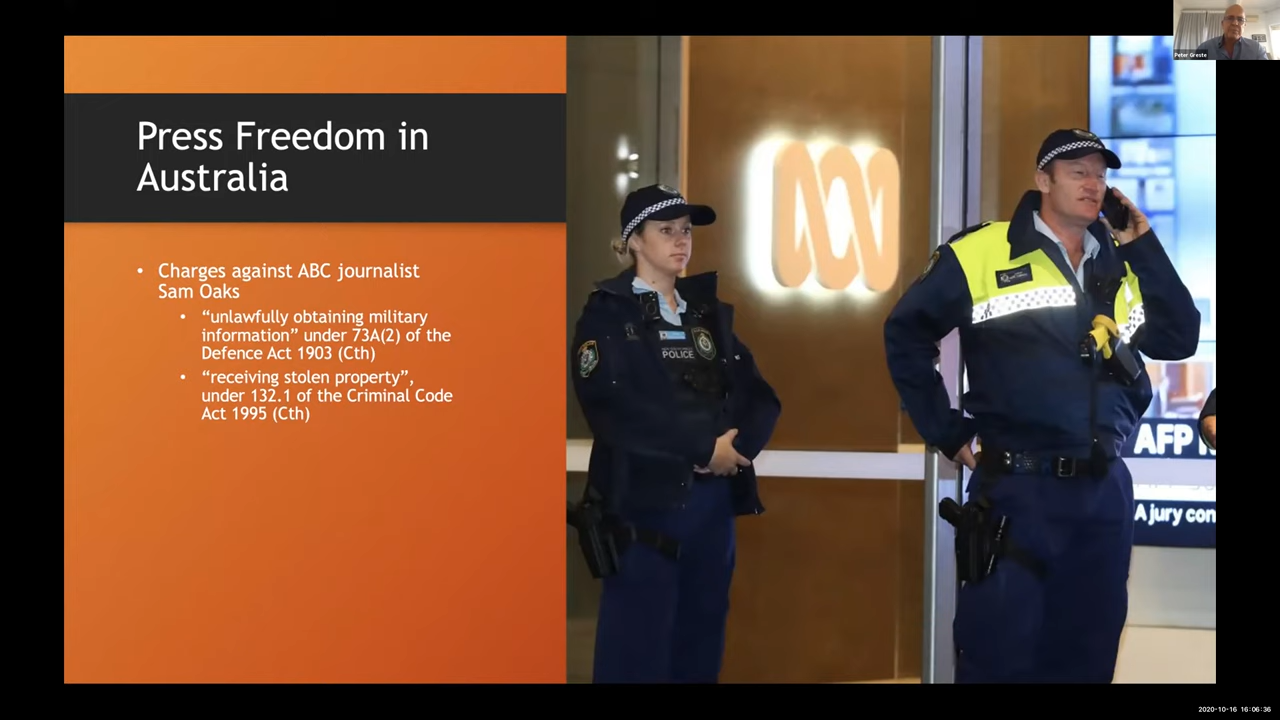 Press Freedom in
Australia
• Charges against ABC journalist
Sam Oaks
• “unlawfully obtaining military
information” under 73A(2) of the
Defence Act 1903 (Cth)
• “receiving stolen property”,
under 132.1 of the Criminal Code
Act 1995 (Cth)
POLICE
AFP
A jury con
Peter Greste
2020-10-16 16:06:36